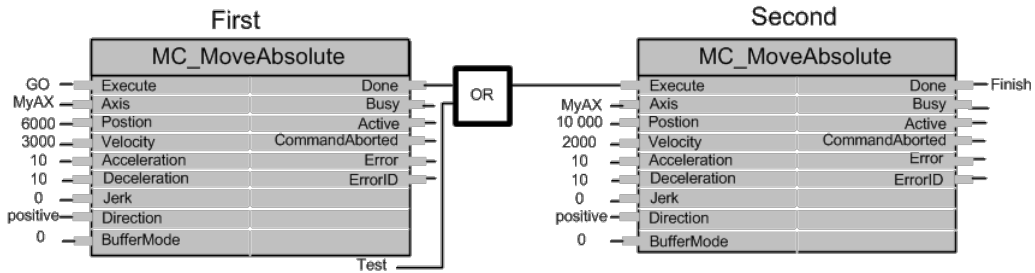 First
Second
MC_MoveAbsolute
MC_MoveAbsolute
GO Execute Done
MyAX Axis Busy
6000 Postion Active
3000 Velocity CommandAborted
10 Acceleration Error
10 Deceleration ErrorID
0 Jerk
positive Direction
0 BufferMode
Test
OR
Execute Done Finish
MyAX Axis Busy
10 000 Postion Active
2000 Velocity CommandAborted
10 Acceleration Error
10 Deceleration ErrorID
0 Jerk
positive Direction
0 BufferMode